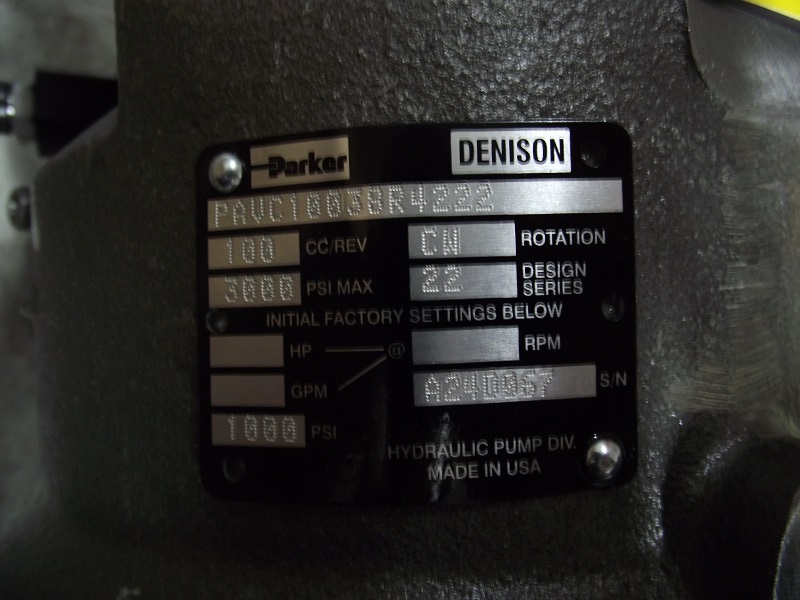 Parker DENISON
PAVC10038R4222
100 CC/REV CW ROTATION
3000 PSI MAX 22 DESIGN SERIES
INITIAL FACTORY SETTINGS BELOW
HP @ RPM
GPM A24D067 S/N
1000 PSI
HYDRAULIC PUMP DIV.
MADE IN USA